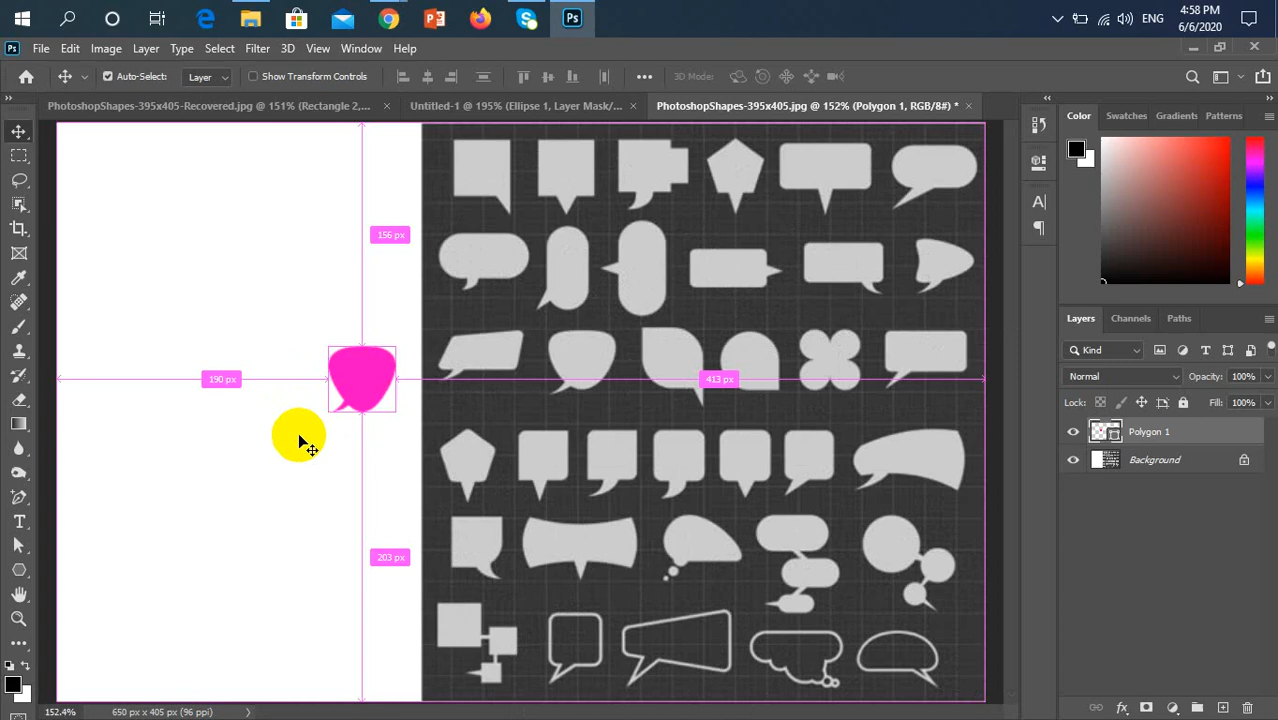 ENG
4:58 PM
6/6/2020
Ps
File Edit Image Layer Type Select Filter 3D View Window Help
Auto-Select: Layer Show Transform Controls 3D Mode:
PhotoshopShapes-395x405-Recovered.jpg @ 151% (Rectangle 2,...
Untitled-1 @ 195% (Ellipse 1, Layer Mask/...
PhotoshopShapes-395x405.jpg @ 152% (Polygon 1, RGB/8#) *
Color Swatches Gradients Patterns
156 px
190 px
413 px
203 px
Layers Channels Paths
Kind
Normal Opacity: 100%
Lock: Fill: 100%
Polygon 1
Background
152.4% 650 px x 405 px (96 ppi)